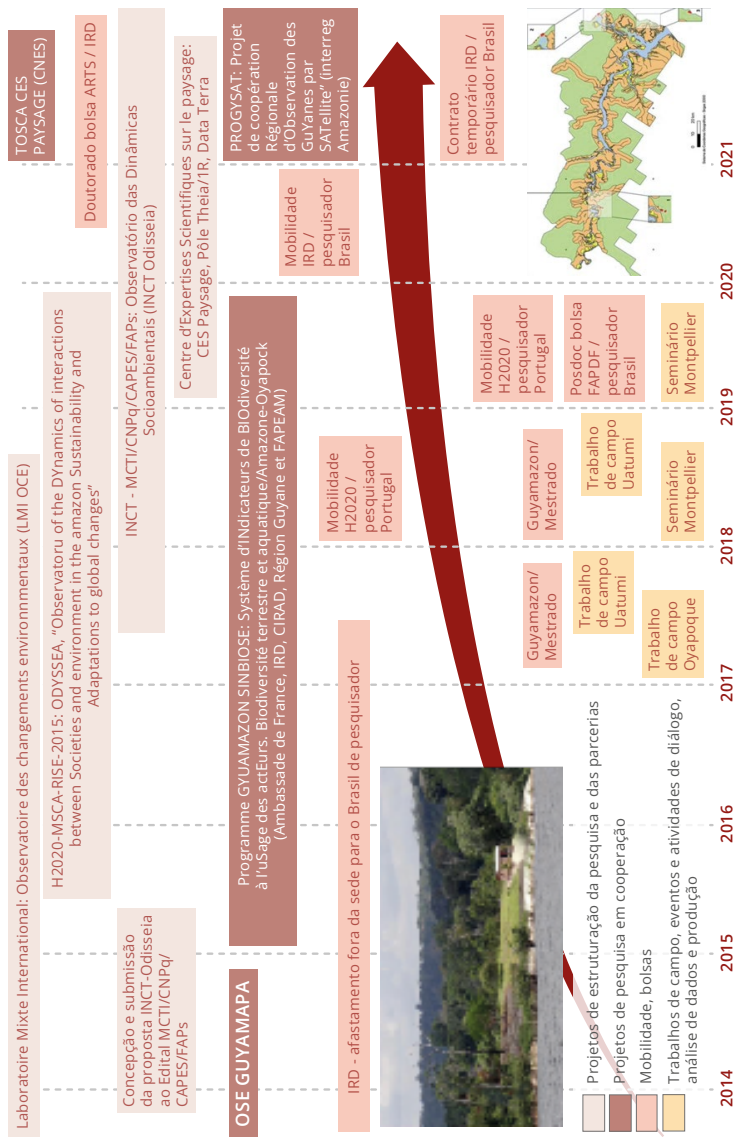 Laboratoire Mixte International: Observatoire des changements environnmentaux (LMI OCE)
TOSCA CES
PAYSAGE (CNES)
H2020-MSCA-RISE-2015: ODYSSEA, "Observatoru of the DYnamics of interactions
between Societies and environment in the amazon Sustainability and
Adaptations to global changes"
Doutorado bolsa ARTS / IRD
Concepção e submissão
da proposta INCT-Odisseia
ao Edital MCTI/CNPq/
CAPES/FAPs
INCT - MCTI/CNPq/CAPES/FAPs: Observatório das Dinâmicas
Socioambientais (INCT Odisseia)
Centre d'Expertises Scientifiques sur le paysage:
CES Paysage, Pôle Theia/1R, Data Terra
OSE GUYAMAPA
Programme GYUAMAZON SINBIOSE: Système d'INdicateurs de BIOdiversité
à l'uSage des actEurs. Biodiversité terrestre et aquatique/Amazone-Oyapock
(Ambassade de France, IRD, CIRAD, Région Guyane et FAPEAM)
PROGYSAT: Projet
de coopération
Régionale
d'Observation des
GuYanes par
SATellite" (interreg
Amazonie)
Mobilidade
IRD /
pesquisador
Brasil
IRD - afastamento fora da sede para o Brasil de pesquisador
Mobilidade
H2020 /
pesquisador
Portugal
Contrato
temporário IRD /
pesquisador Brasil
Mobilidade
H2020 /
pesquisador
Portugal
Guyamazon/
Mestrado
Guyamazon/
Mestrado
Posdoc bolsa
FAPDF /
pesquisador
Brasil
Trabalho
de campo
Uatumi
Trabalho
de campo
Uatumi
Trabalho
de campo
Oyapoque
Seminário
Montpellier
Seminário
Montpellier
Projetos de estruturação da pesquisa e das parcerias
Projetos de pesquisa em cooperação
Mobilidade, bolsas
Trabalhos de campo, eventos e atividades de diálogo,
análise de dados e produção
2014
2015
2016
2017
2018
2019
2020
2021